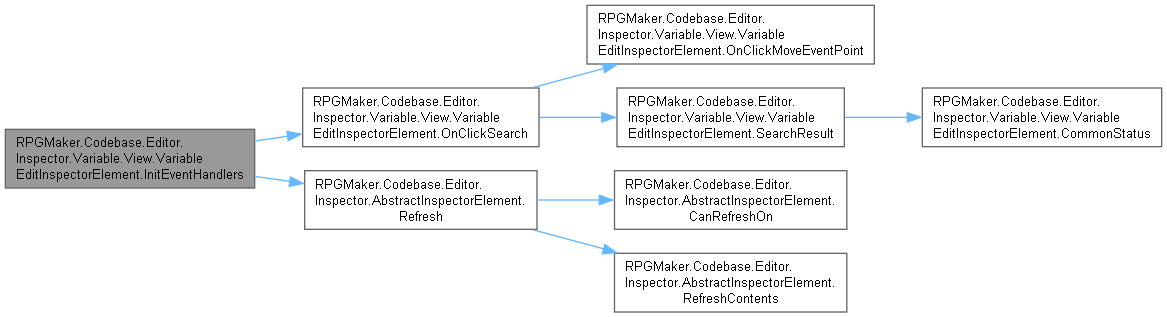 RPGMaker.Codebase.Editor.
Inspector.Variable.View.Variable
EditInspectorElement.InitEventHandlers
RPGMaker.Codebase.Editor.
Inspector.Variable.View.Variable
EditInspectorElement.OnClickSearch
RPGMaker.Codebase.Editor.
Inspector.Variable.View.Variable
EditInspectorElement.OnClickMoveEventPoint
RPGMaker.Codebase.Editor.
Inspector.Variable.View.Variable
EditInspectorElement.SearchResult
RPGMaker.Codebase.Editor.
Inspector.Variable.View.Variable
EditInspectorElement.CommonStatus
RPGMaker.Codebase.Editor.
Inspector.AbstractInspectorElement.
Refresh
RPGMaker.Codebase.Editor.
Inspector.AbstractInspectorElement.
CanRefreshOn
RPGMaker.Codebase.Editor.
Inspector.AbstractInspectorElement.
RefreshContents